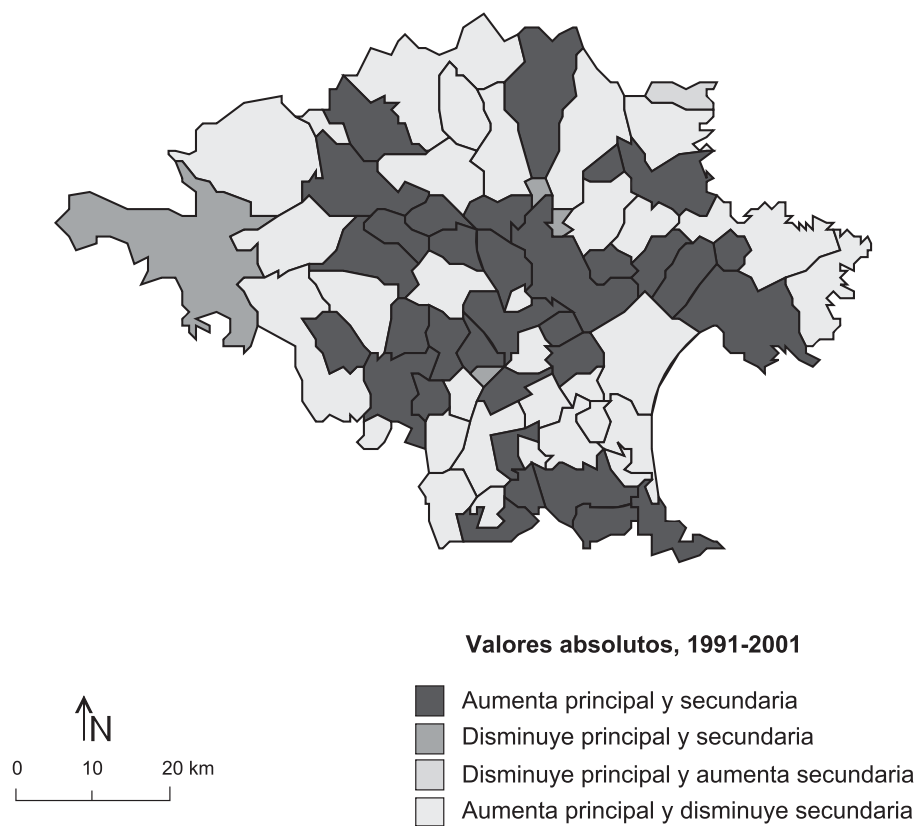 Valores absolutos, 1991-2001
Aumenta principal y secundaria
Disminuye principal y secundaria
Disminuye principal y aumenta secundaria
Aumenta principal y disminuye secundaria
N
0 10 20 km